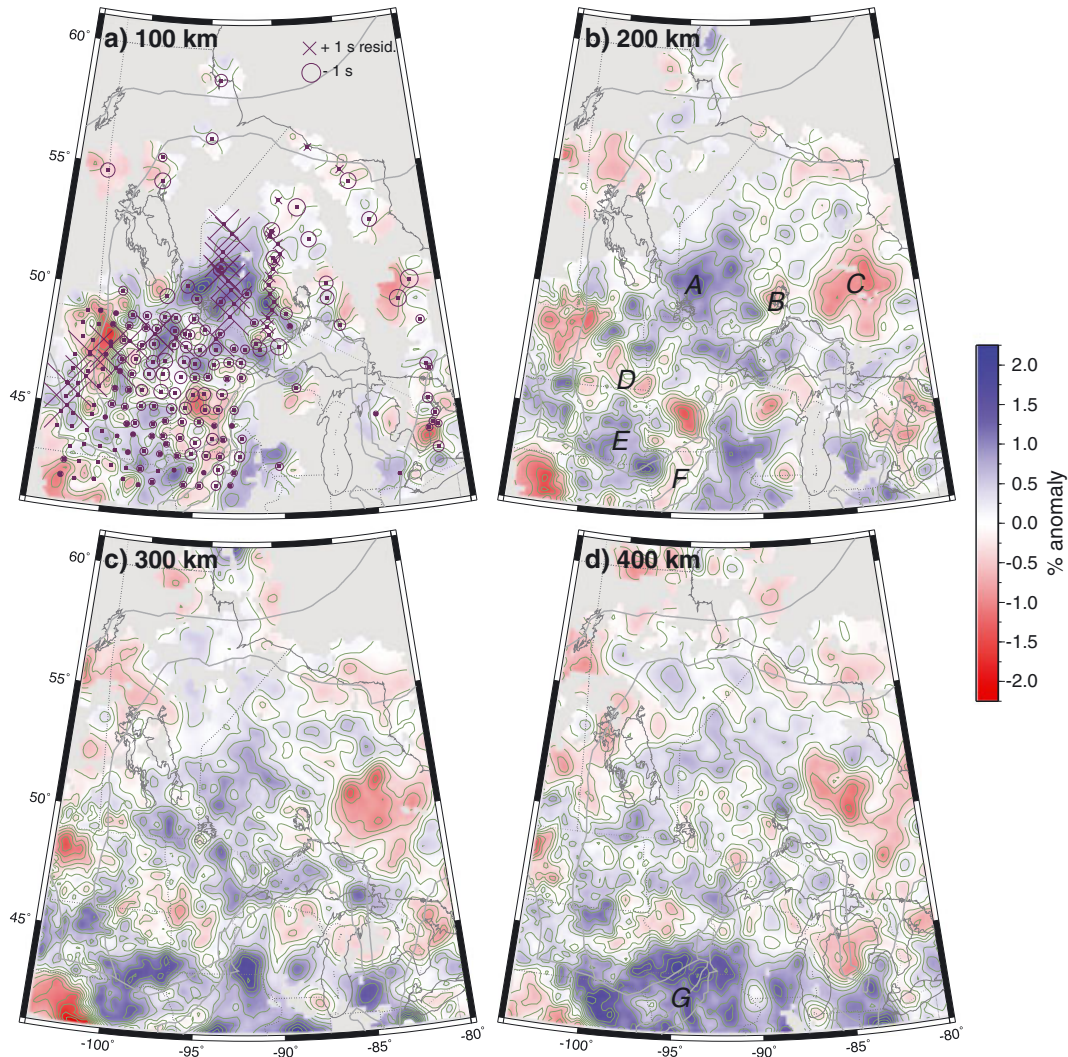 a) 100 km
+ 1 s resid.
- 1 s
60°
55°
50°
45°
b) 200 km
A
B
C
D
E
F
2.0
1.5
1.0
0.5
0.0
-0.5
-1.0
-1.5
-2.0
% anomaly
c) 300 km
60°
55°
50°
45°
-100°
-95°
-90°
-85°
-80°
d) 400 km
G
-100°
-95°
-90°
-85°
-80°